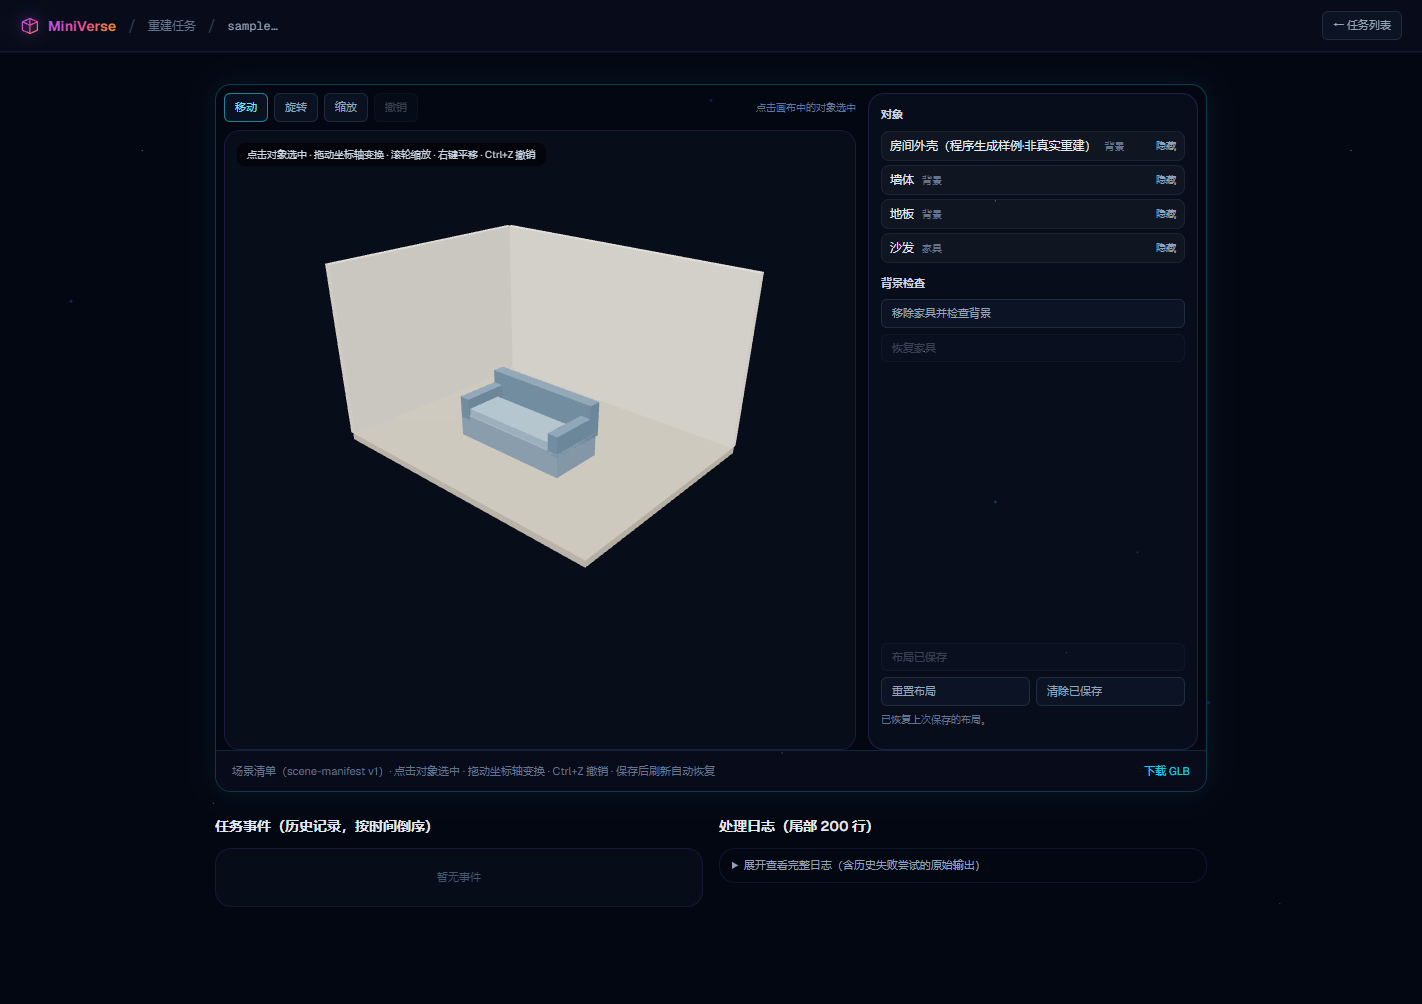 MiniVerse / 重建任务 / sample…
← 任务列表
移动 旋转 缩放 撤销
点击画布中的对象选中
点击对象选中 · 拖动坐标轴变换 · 滚轮缩放 · 右键平移 · Ctrl+Z 撤销
对象
房间外壳（程序生成样例·非真实重建） 背景 隐藏
墙体 背景 隐藏
地板 背景 隐藏
沙发 家具 隐藏
背景检查
移除家具并检查背景
恢复家具
布局已保存
重置布局 清除已保存
已恢复上次保存的布局。
场景清单（scene-manifest v1）· 点击对象选中 · 拖动坐标轴变换 · Ctrl+Z 撤销 · 保存后刷新自动恢复
下载 GLB
任务事件（历史记录，按时间倒序）
暂无事件
处理日志（尾部 200 行）
▶ 展开查看完整日志（含历史失败尝试的原始输出）